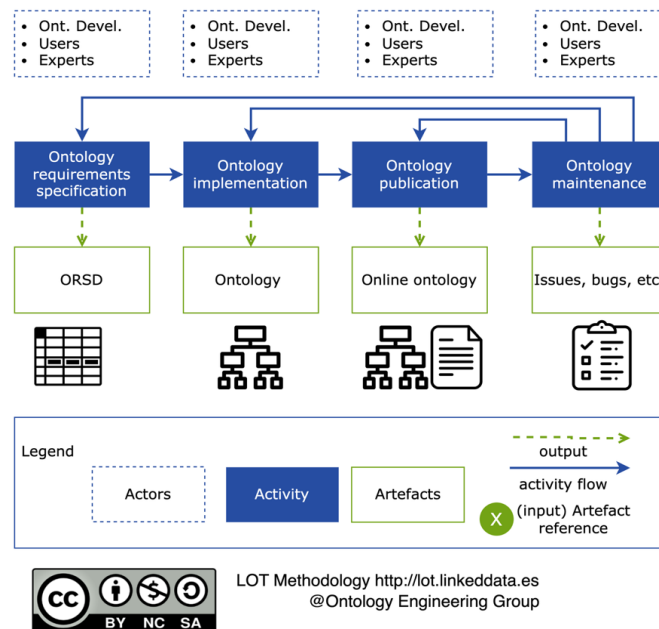 • Ont. Devel.
• Users
• Experts
• Ont. Devel.
• Users
• Experts
• Ont. Devel.
• Users
• Experts
• Ont. Devel.
• Users
• Experts
Ontology
requirements
specification
Ontology
implementation
Ontology
publication
Ontology
maintenance
ORSD
Ontology
Online ontology
Issues, bugs, etc
Legend
Actors
Activity
Artefacts
output
activity flow
X
(input) Artefact
reference
cc
BY NC SA
LOT Methodology http://lot.linkeddata.es
@Ontology Engineering Group